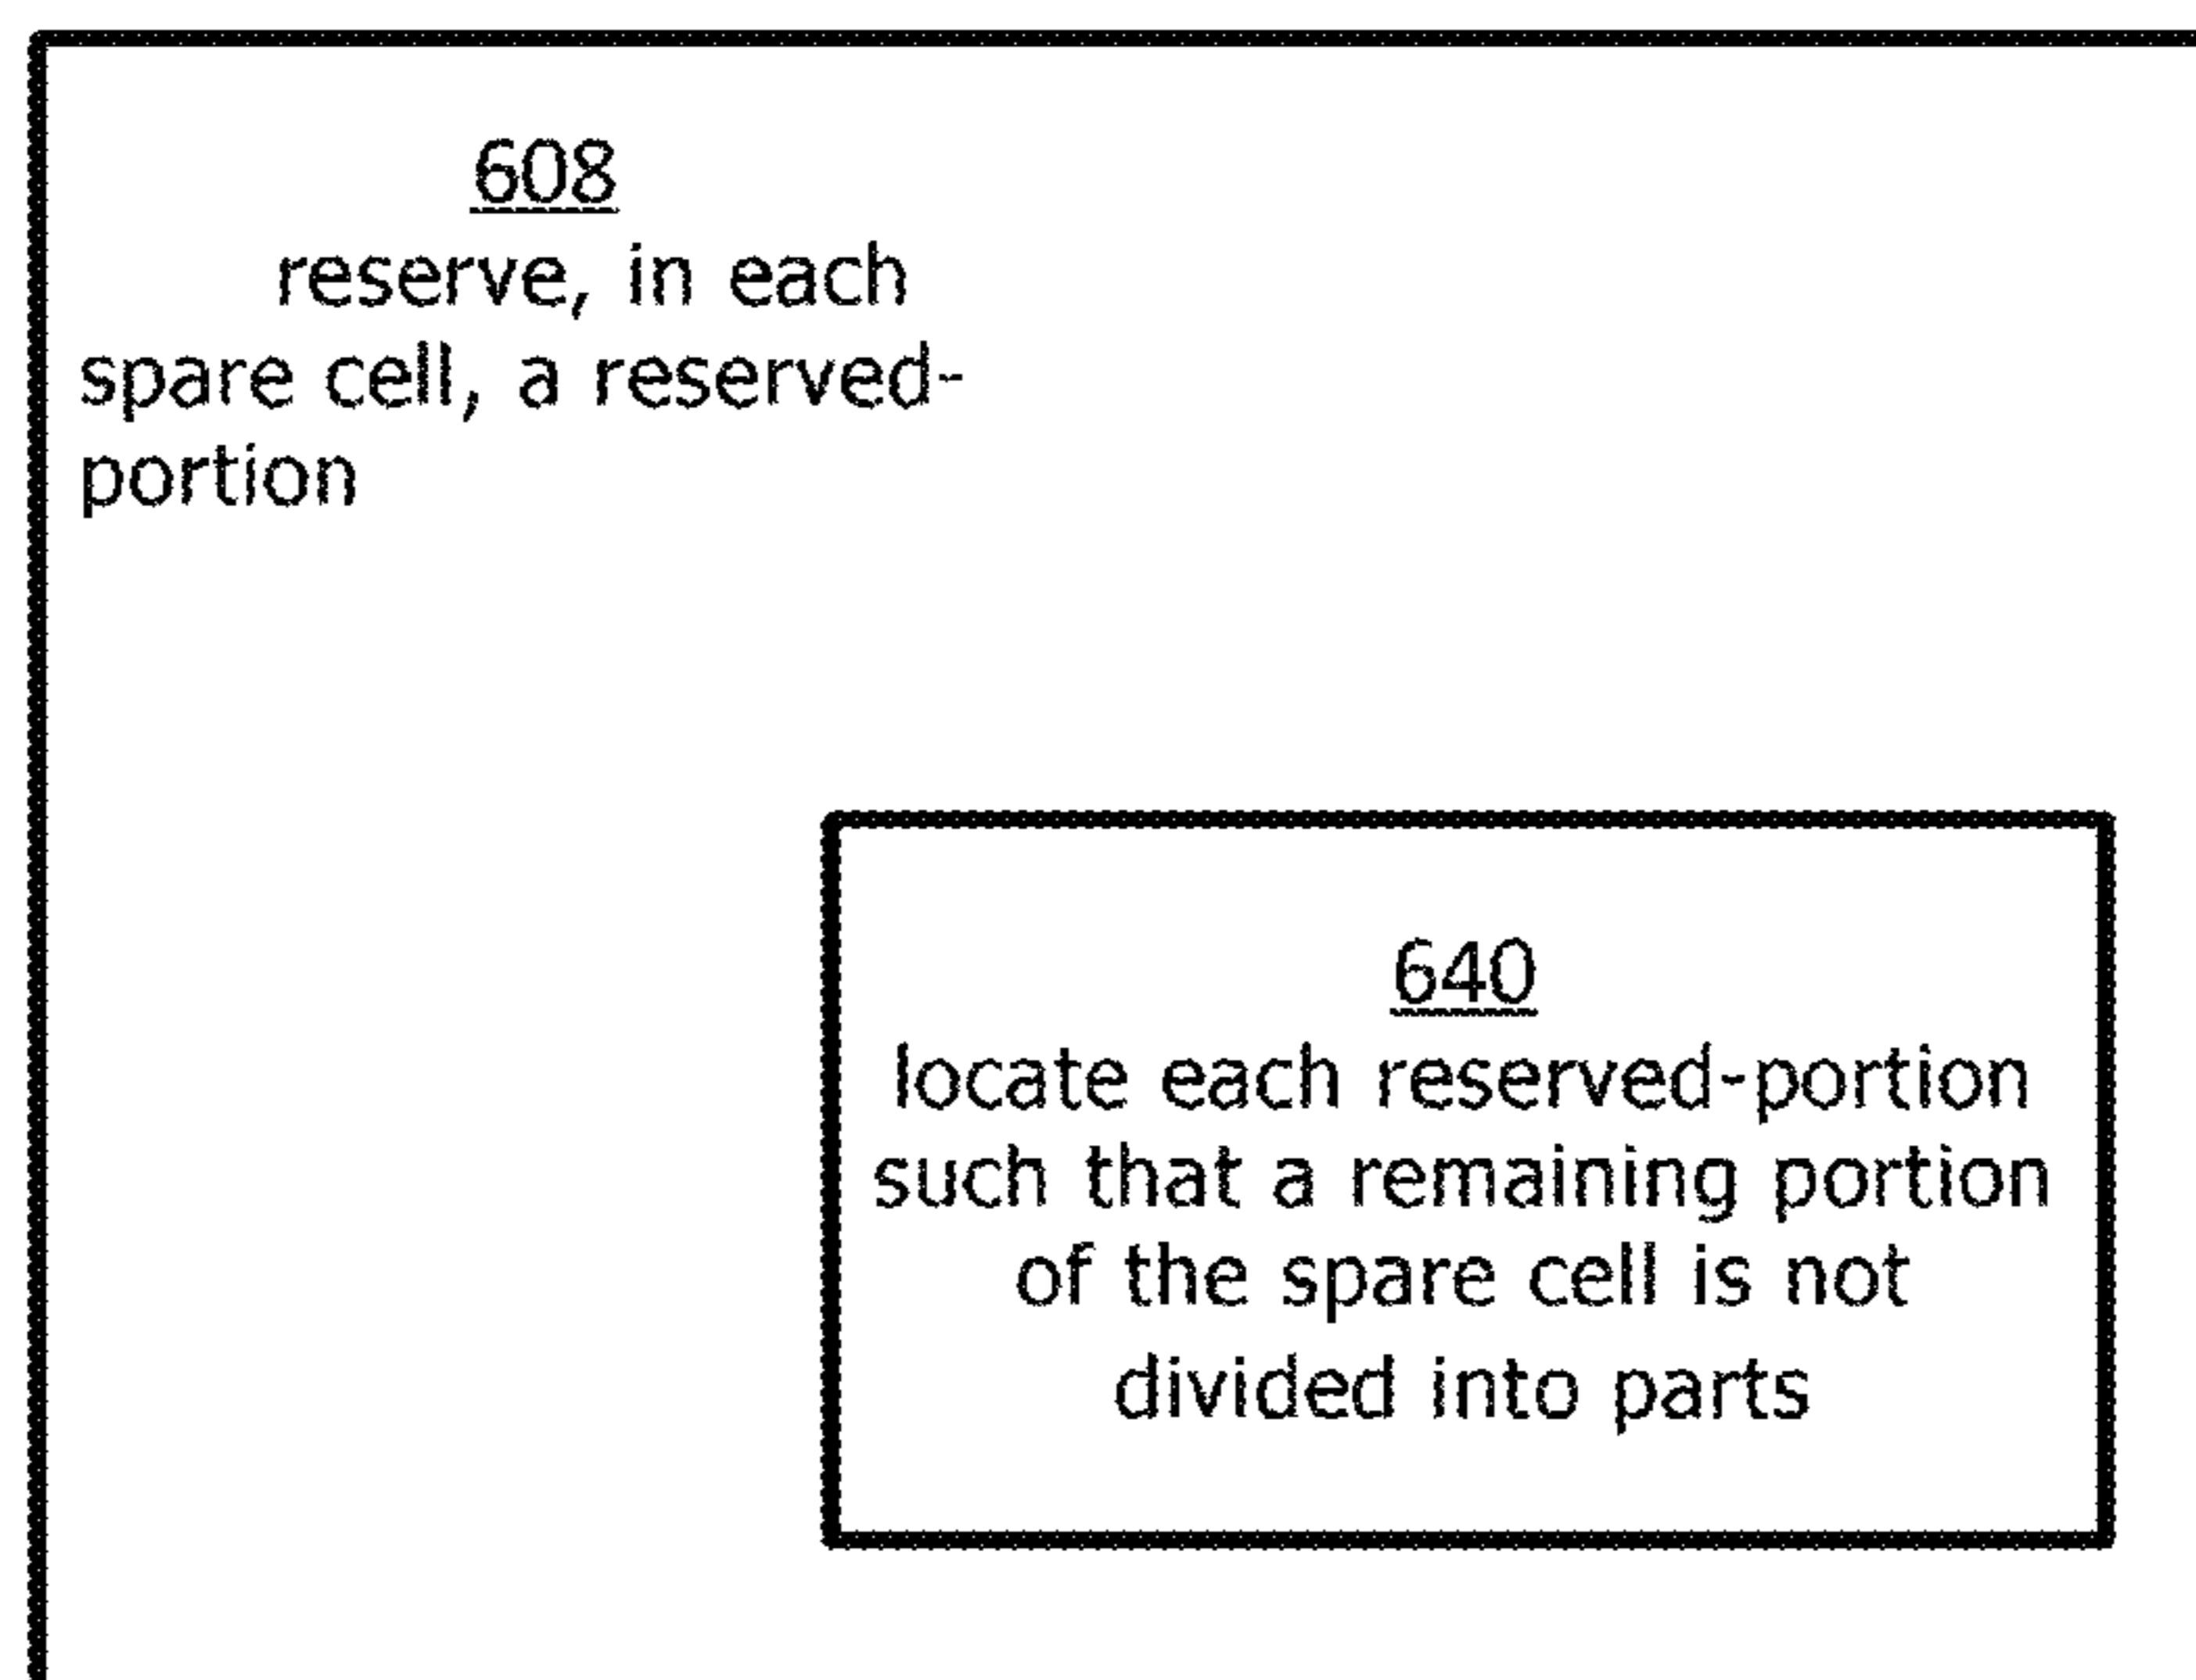 608
reserve, in each
spare cell, a reserved-
portion
640
locate each reserved-portion
such that a remaining portion
of the spare cell is not
divided into parts